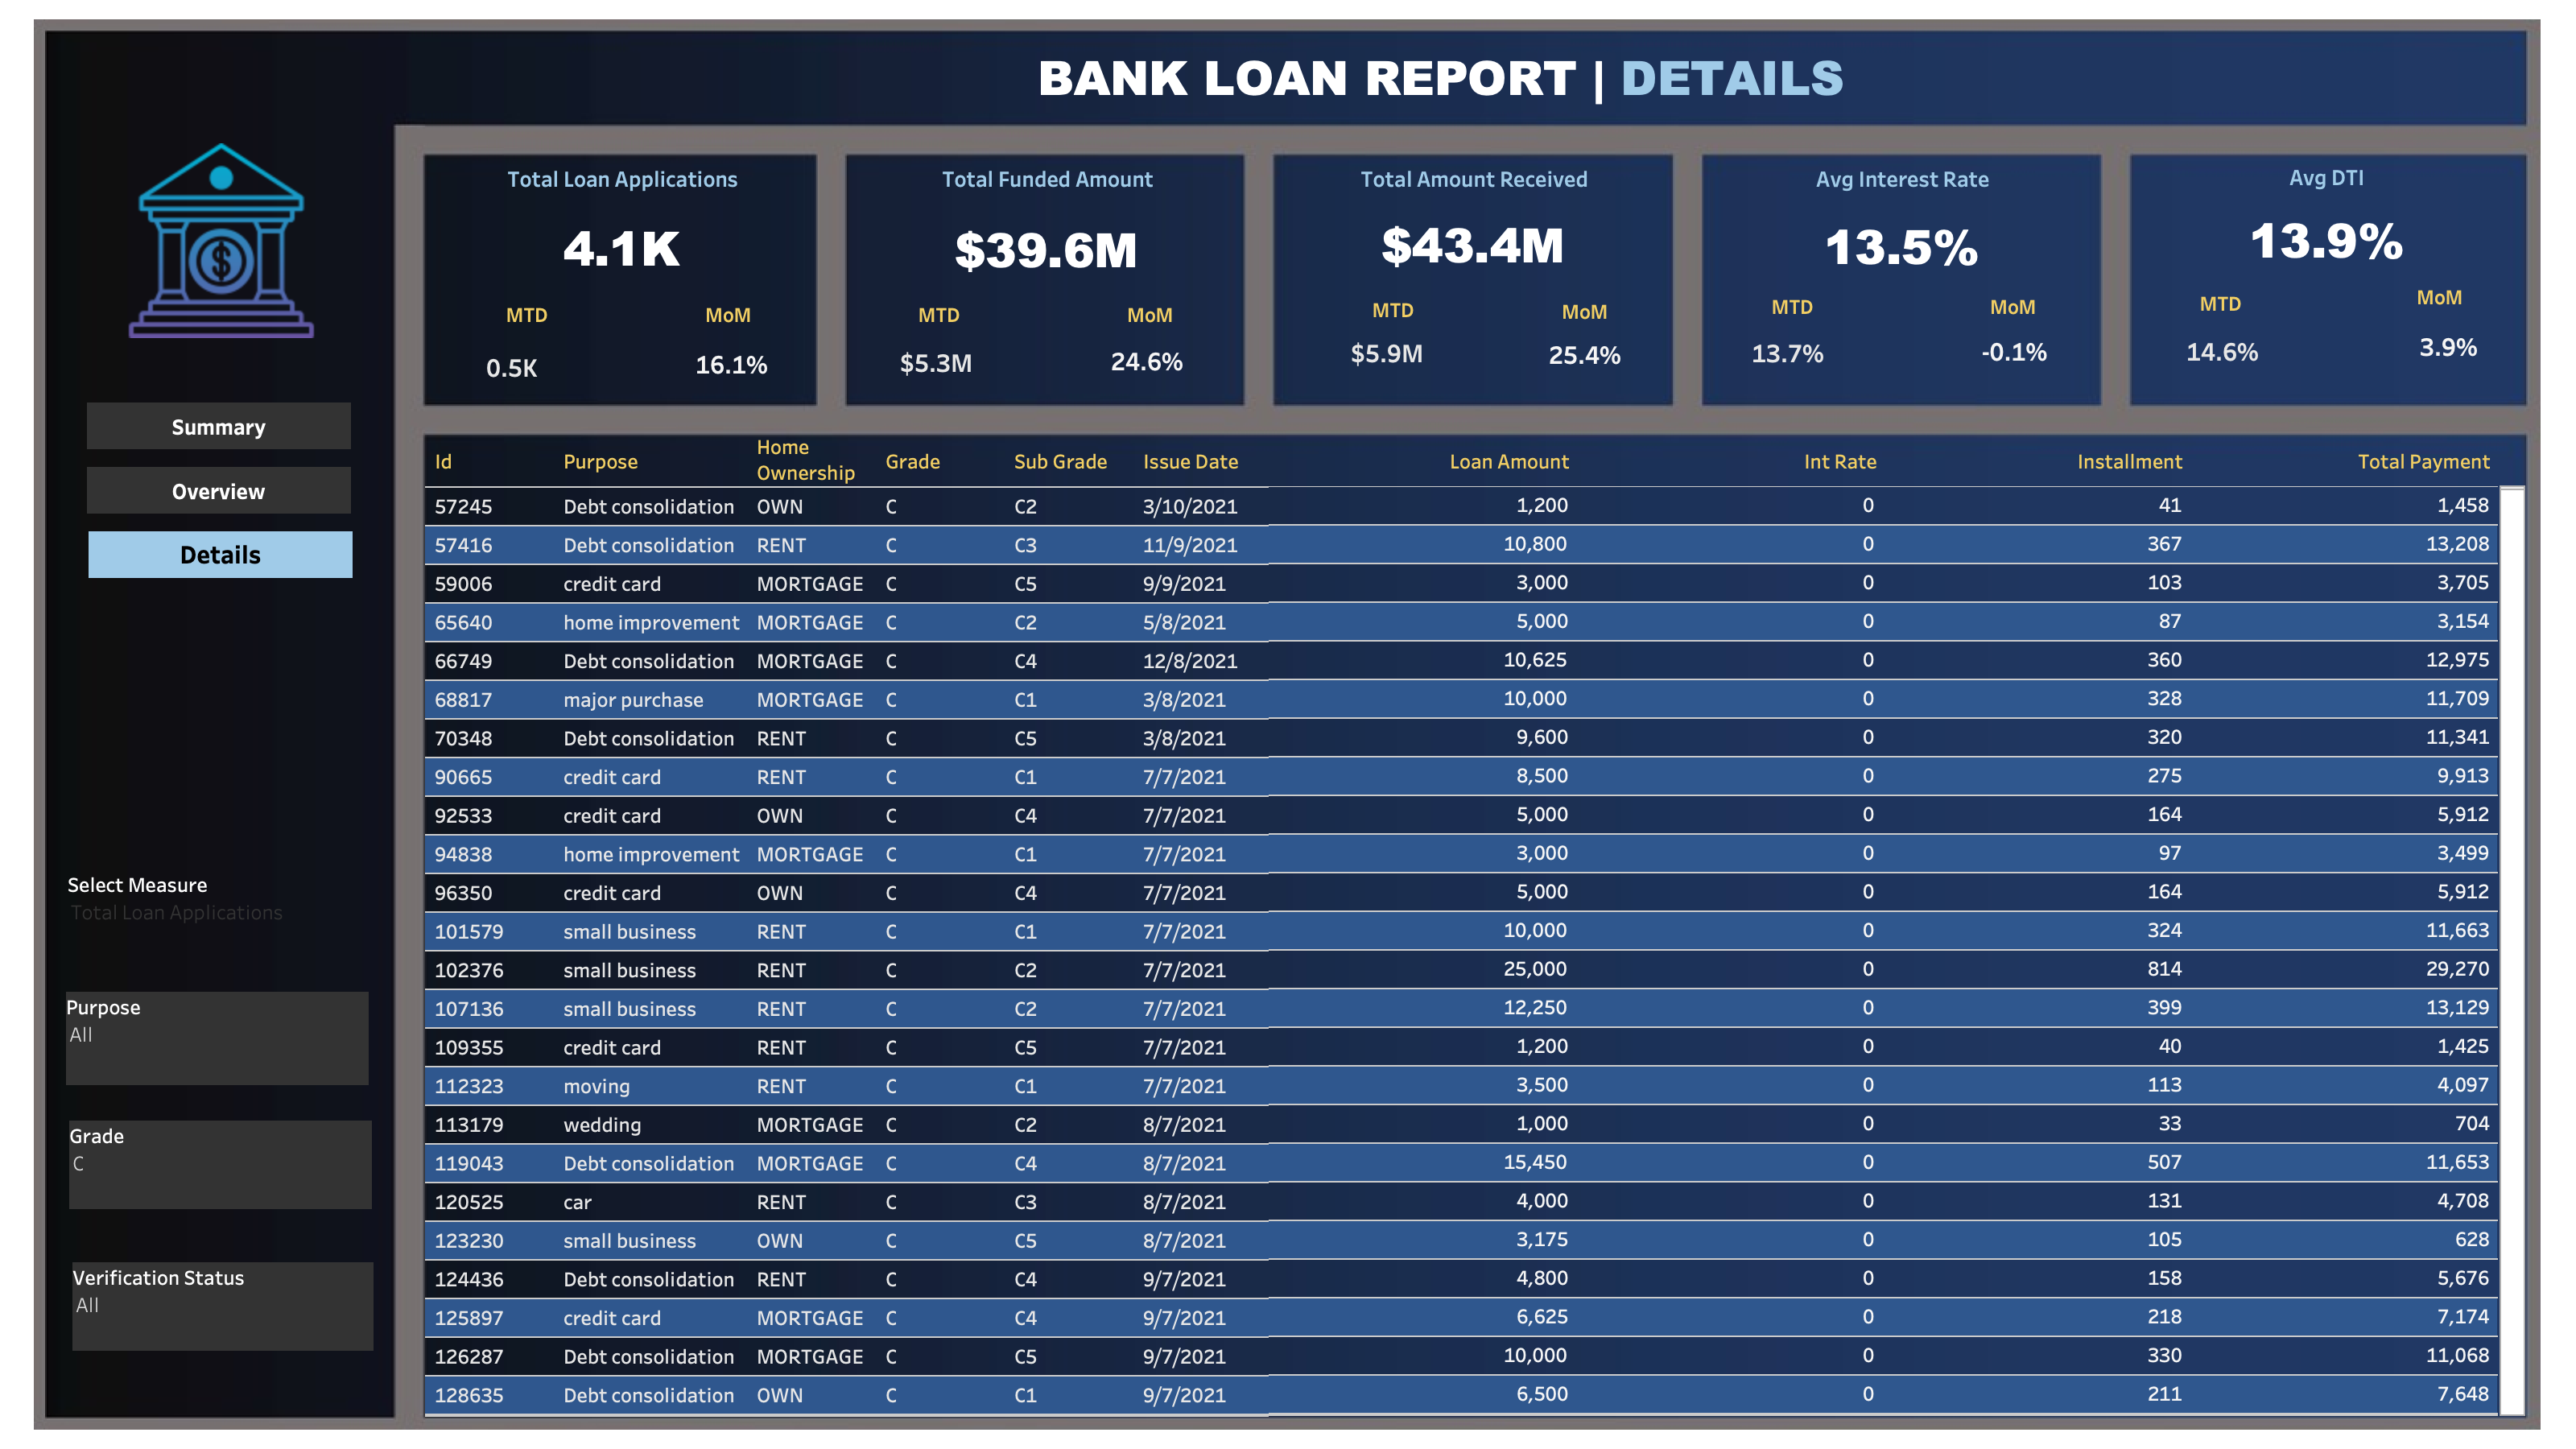 BANK LOAN REPORT | DETAILS
Total Loan Applications
4.1K
MTD MoM
0.5K 16.1%
Total Funded Amount
$39.6M
MTD MoM
$5.3M 24.6%
Total Amount Received
$43.4M
MTD MoM
$5.9M 25.4%
Avg Interest Rate
13.5%
MTD MoM
13.7% -0.1%
Avg DTI
13.9%
MTD MoM
14.6% 3.9%
$
Summary
Overview
Details
Select Measure
Total Loan Applications
Purpose
All
Grade
C
Verification Status
All
Id Purpose Home Ownership Grade Sub Grade Issue Date Loan Amount Int Rate Installment Total Payment
57245 Debt consolidation OWN C C2 3/10/2021 1,200 0 41 1,458
57416 Debt consolidation RENT C C3 11/9/2021 10,800 0 367 13,208
59006 credit card MORTGAGE C C5 9/9/2021 3,000 0 103 3,705
65640 home improvement MORTGAGE C C2 5/8/2021 5,000 0 87 3,154
66749 Debt consolidation MORTGAGE C C4 12/8/2021 10,625 0 360 12,975
68817 major purchase MORTGAGE C C1 3/8/2021 10,000 0 328 11,709
70348 Debt consolidation RENT C C5 3/8/2021 9,600 0 320 11,341
90665 credit card RENT C C1 7/7/2021 8,500 0 275 9,913
92533 credit card OWN C C4 7/7/2021 5,000 0 164 5,912
94838 home improvement MORTGAGE C C1 7/7/2021 3,000 0 97 3,499
96350 credit card OWN C C4 7/7/2021 5,000 0 164 5,912
101579 small business RENT C C1 7/7/2021 10,000 0 324 11,663
102376 small business RENT C C2 7/7/2021 25,000 0 814 29,270
107136 small business RENT C C2 7/7/2021 12,250 0 399 13,129
109355 credit card RENT C C5 7/7/2021 1,200 0 40 1,425
112323 moving RENT C C1 7/7/2021 3,500 0 113 4,097
113179 wedding MORTGAGE C C2 8/7/2021 1,000 0 33 704
119043 Debt consolidation MORTGAGE C C4 8/7/2021 15,450 0 507 11,653
120525 car RENT C C3 8/7/2021 4,000 0 131 4,708
123230 small business OWN C C5 8/7/2021 3,175 0 105 628
124436 Debt consolidation RENT C C4 9/7/2021 4,800 0 158 5,676
125897 credit card MORTGAGE C C4 9/7/2021 6,625 0 218 7,174
126287 Debt consolidation MORTGAGE C C5 9/7/2021 10,000 0 330 11,068
128635 Debt consolidation OWN C C1 9/7/2021 6,500 0 211 7,648